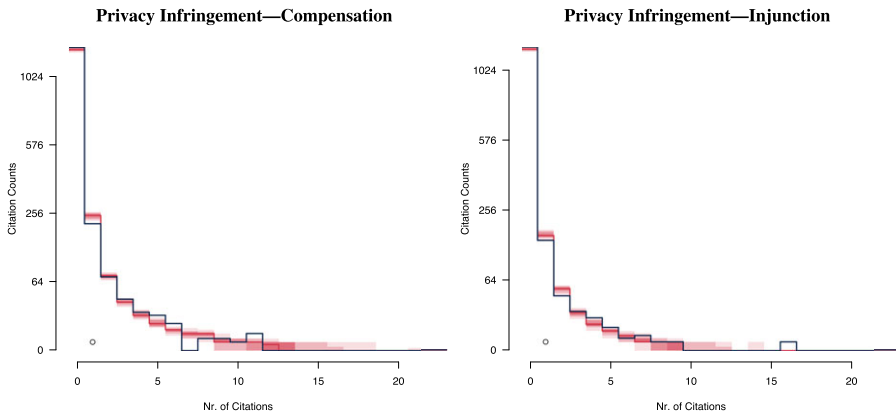 Privacy Infringement—Compensation
Citation Counts
1024
576
256
64
0
0 5 10 15 20
Nr. of Citations
Privacy Infringement—Injunction
Citation Counts
1024
576
256
64
0
0 5 10 15 20
Nr. of Citations